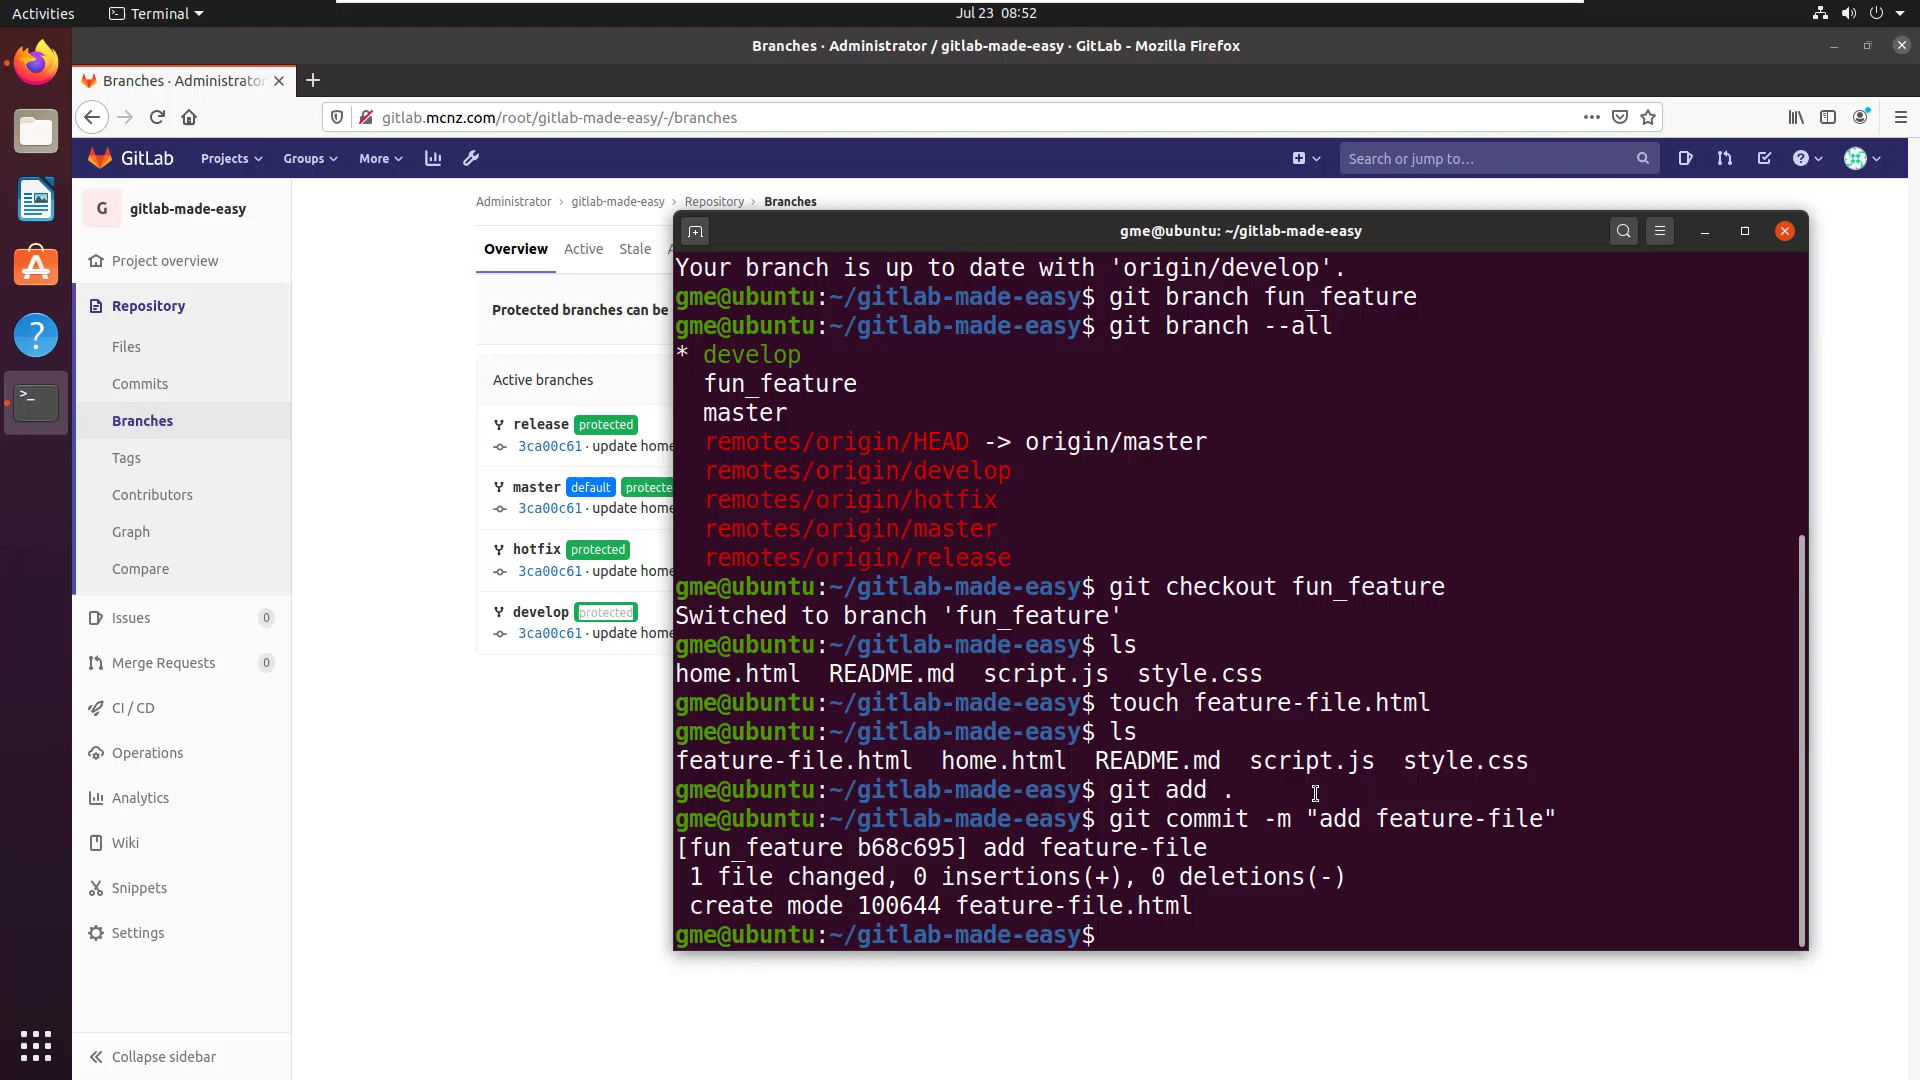 Activities
Terminal
Jul 23 08:52
Branches · Administrator / gitlab-made-easy · GitLab - Mozilla Firefox
Branches · Administrator
gitlab.mcnz.com/root/gitlab-made-easy/-/branches
GitLab
Projects
Groups
More
Search or jump to…
G
gitlab-made-easy
Project overview
Repository
Files
Commits
Branches
Tags
Contributors
Graph
Compare
Issues 0
Merge Requests 0
CI / CD
Operations
Analytics
Wiki
Snippets
Settings
Collapse sidebar
Administrator › gitlab-made-easy › Repository › Branches
Overview Active Stale A
Protected branches can be
Active branches
release protected
3ca00c61 · update home
master default protecte
3ca00c61 · update home
hotfix protected
3ca00c61 · update home
develop protected
3ca00c61 · update home
gme@ubuntu: ~/gitlab-made-easy
Your branch is up to date with 'origin/develop'.
gme@ubuntu:~/gitlab-made-easy$ git branch fun_feature
gme@ubuntu:~/gitlab-made-easy$ git branch --all
* develop
fun_feature
master
remotes/origin/HEAD -> origin/master
remotes/origin/develop
remotes/origin/hotfix
remotes/origin/master
remotes/origin/release
gme@ubuntu:~/gitlab-made-easy$ git checkout fun_feature
Switched to branch 'fun_feature'
gme@ubuntu:~/gitlab-made-easy$ ls
home.html README.md script.js style.css
gme@ubuntu:~/gitlab-made-easy$ touch feature-file.html
gme@ubuntu:~/gitlab-made-easy$ ls
feature-file.html home.html README.md script.js style.css
gme@ubuntu:~/gitlab-made-easy$ git add .
gme@ubuntu:~/gitlab-made-easy$ git commit -m "add feature-file"
[fun_feature b68c695] add feature-file
1 file changed, 0 insertions(+), 0 deletions(-)
create mode 100644 feature-file.html
gme@ubuntu:~/gitlab-made-easy$